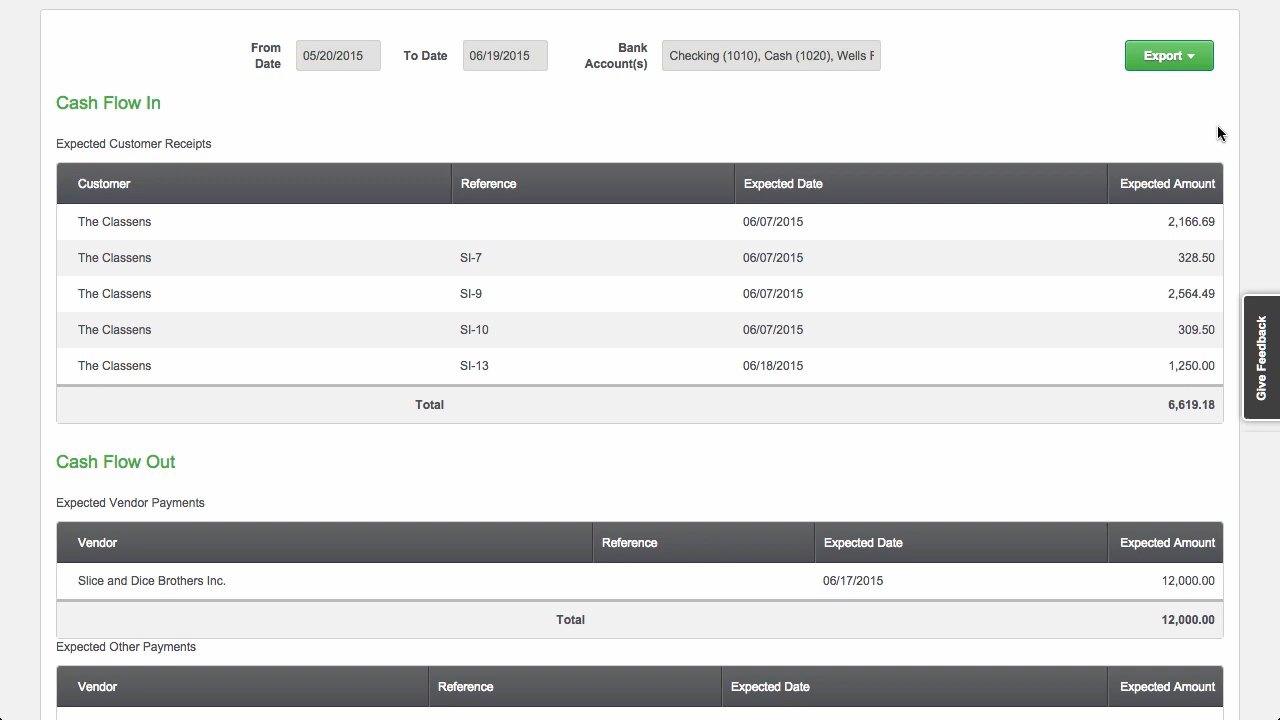 From Date 05/20/2015 To Date 06/19/2015 Bank Account(s) Checking (1010), Cash (1020), Wells F Export
Cash Flow In
Expected Customer Receipts
Customer Reference Expected Date Expected Amount
The Classens 06/07/2015 2,166.69
The Classens SI-7 06/07/2015 328.50
The Classens SI-9 06/07/2015 2,564.49
The Classens SI-10 06/07/2015 309.50
The Classens SI-13 06/18/2015 1,250.00
Total 6,619.18
Give Feedback
Cash Flow Out
Expected Vendor Payments
Vendor Reference Expected Date Expected Amount
Slice and Dice Brothers Inc. 06/17/2015 12,000.00
Total 12,000.00
Expected Other Payments
Vendor Reference Expected Date Expected Amount